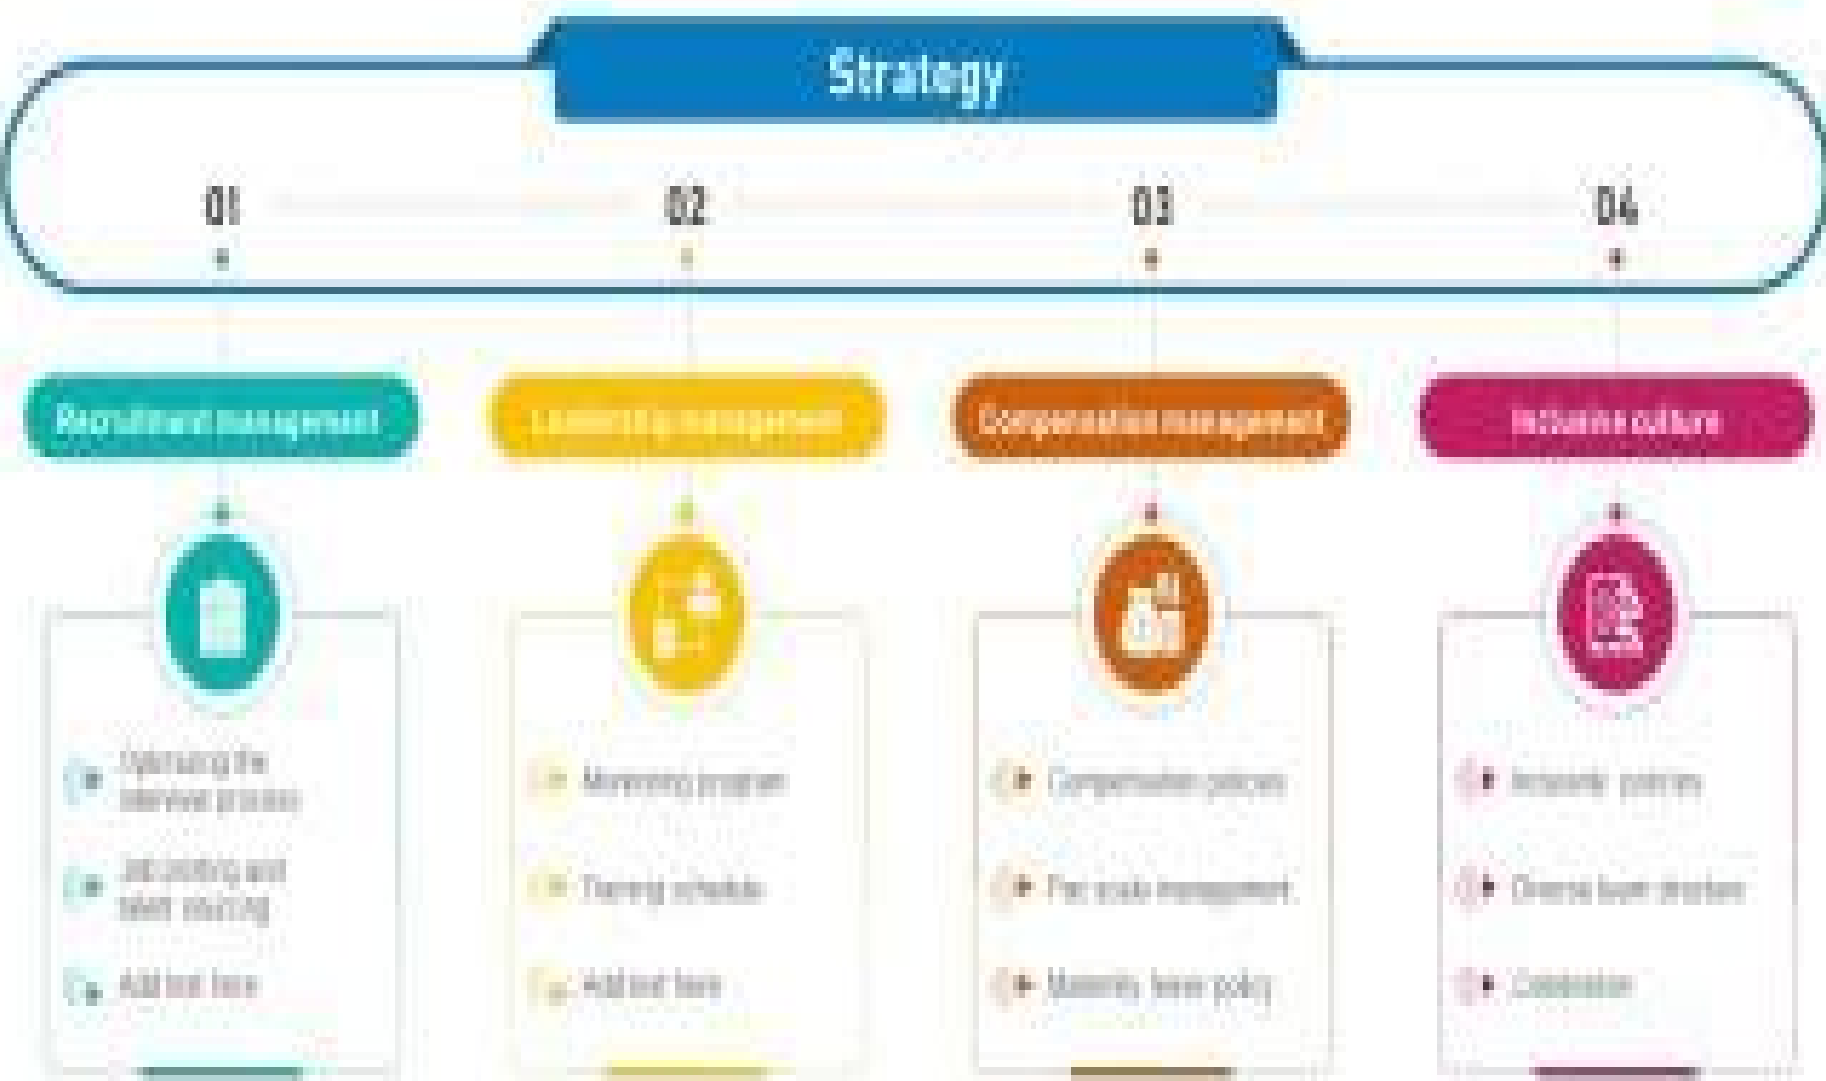 Strategy
01
02
03
04
Recruitment management
Leadership management
Compensation management
Inclusive culture
Optimizing the
interview process
Job posting and
talent sourcing
Add text here
Mentoring program
Training schedule
Add text here
Compensation policies
Pay scale management
Maternity leave policy
policies
Diverse team structure
Celebration